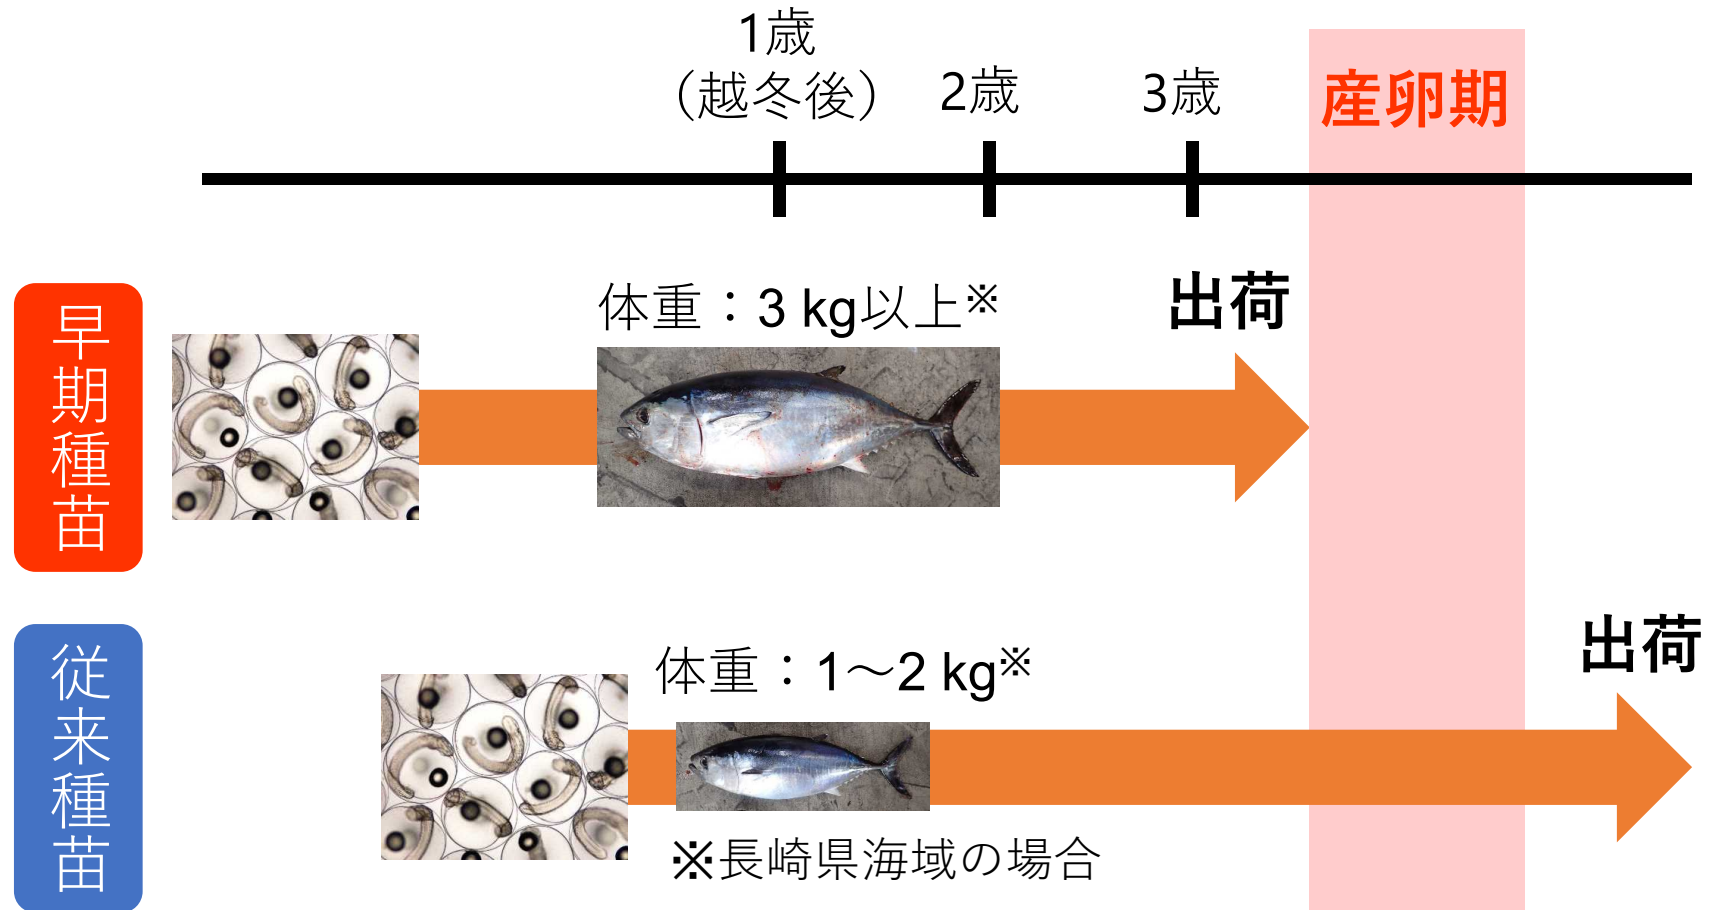 1歳
（越冬後）
2歳
3歳
産卵期
早期種苗
体重：3 kg以上※
出荷
従来種苗
体重：1～2 kg※
出荷
※長崎県海域の場合